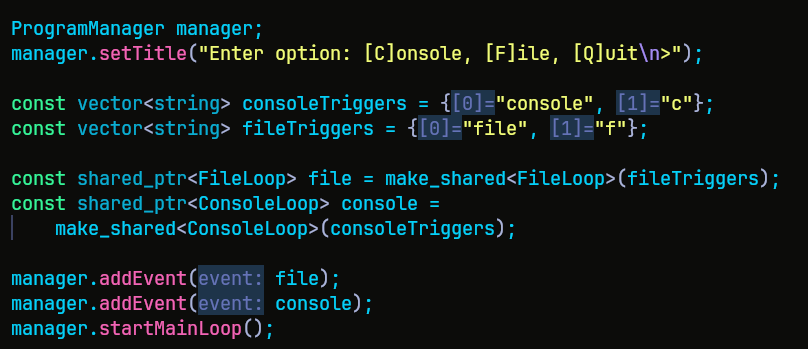 ProgramManager manager;
manager.setTitle("Enter option: [C]onsole, [F]ile, [Q]uit\n>");
const vector<string> consoleTriggers = {[0]="console", [1]="c"};
const vector<string> fileTriggers = {[0]="file", [1]="f"};
const shared_ptr<FileLoop> file = make_shared<FileLoop>(fileTriggers);
const shared_ptr<ConsoleLoop> console =
    make_shared<ConsoleLoop>(consoleTriggers);
manager.addEvent(event: file);
manager.addEvent(event: console);
manager.startMainLoop();